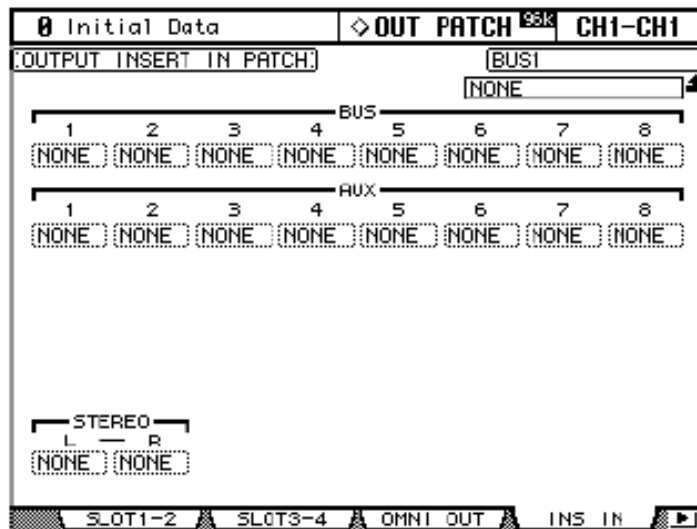 0 Initial Data ◇OUT PATCH 96k CH1-CH1
OUTPUT INSERT IN PATCH BUS1
NONE
BUS
1 2 3 4 5 6 7 8
NONE NONE NONE NONE NONE NONE NONE NONE
AUX
1 2 3 4 5 6 7 8
NONE NONE NONE NONE NONE NONE NONE NONE
STEREO
L — R
NONE NONE
SLOT1-2 SLOT3-4 OMNI OUT INS IN